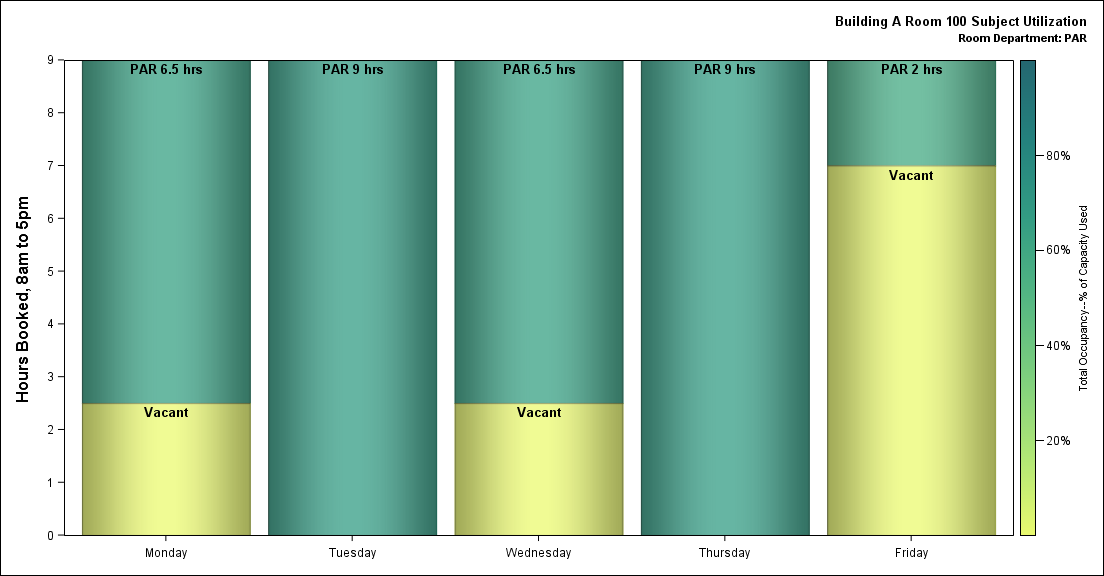 Building A Room 100 Subject Utilization
Room Department: PAR
Hours Booked, 8am to 5pm
9
8
7
6
5
4
3
2
1
0
PAR 6.5 hrs
PAR 9 hrs
PAR 6.5 hrs
PAR 9 hrs
PAR 2 hrs
Vacant
Vacant
Vacant
Monday
Tuesday
Wednesday
Thursday
Friday
80%
60%
40%
20%
Total Occupancy--% of Capacity Used